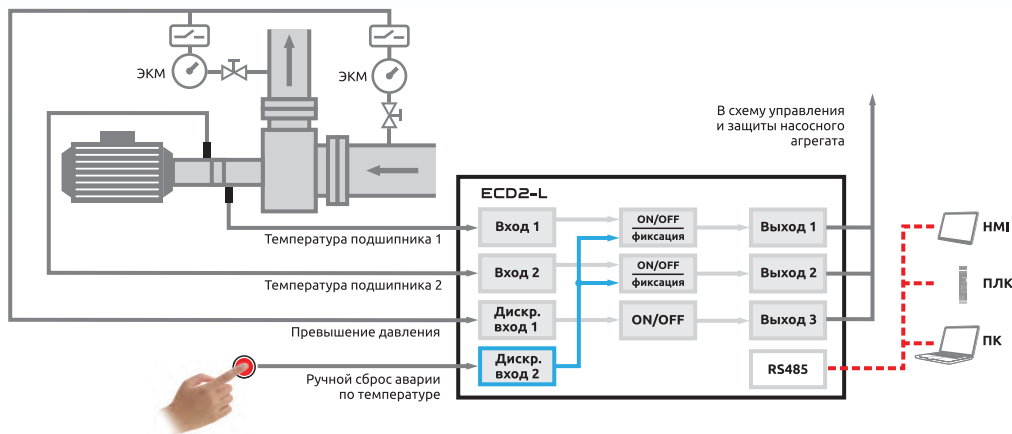 ЭКМ
ЭКМ
В схему управления
и защиты насосного
агрегата
ECD2-L
Вход 1
ON/OFF
фиксация
Выход 1
Температура подшипника 1
HMI
Вход 2
ON/OFF
фиксация
Выход 2
Температура подшипника 2
ПЛК
Дискр.
вход 1
ON/OFF
Выход 3
Превышение давления
ПК
Дискр.
вход 2
RS485
Ручной сброс аварии
по температуре